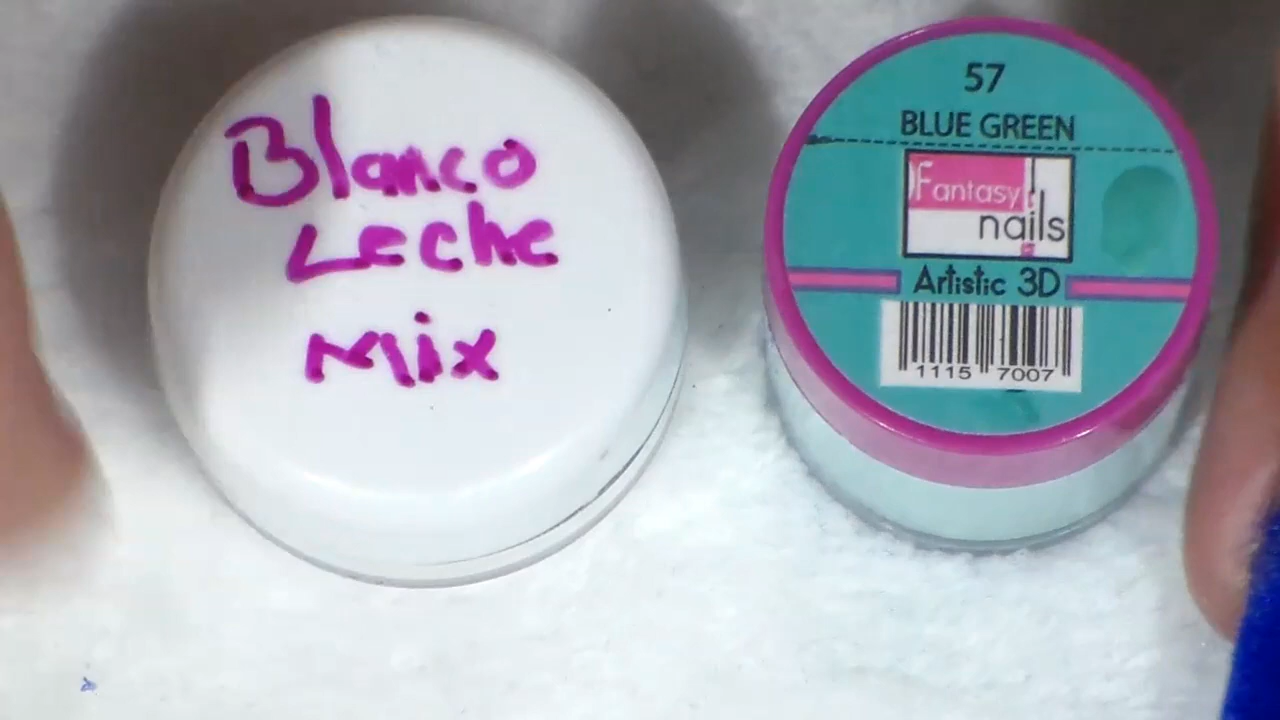 Blanco
Leche
Mix
57
BLUE GREEN
Fantasy
nails
Artistic 3D
1115 7007